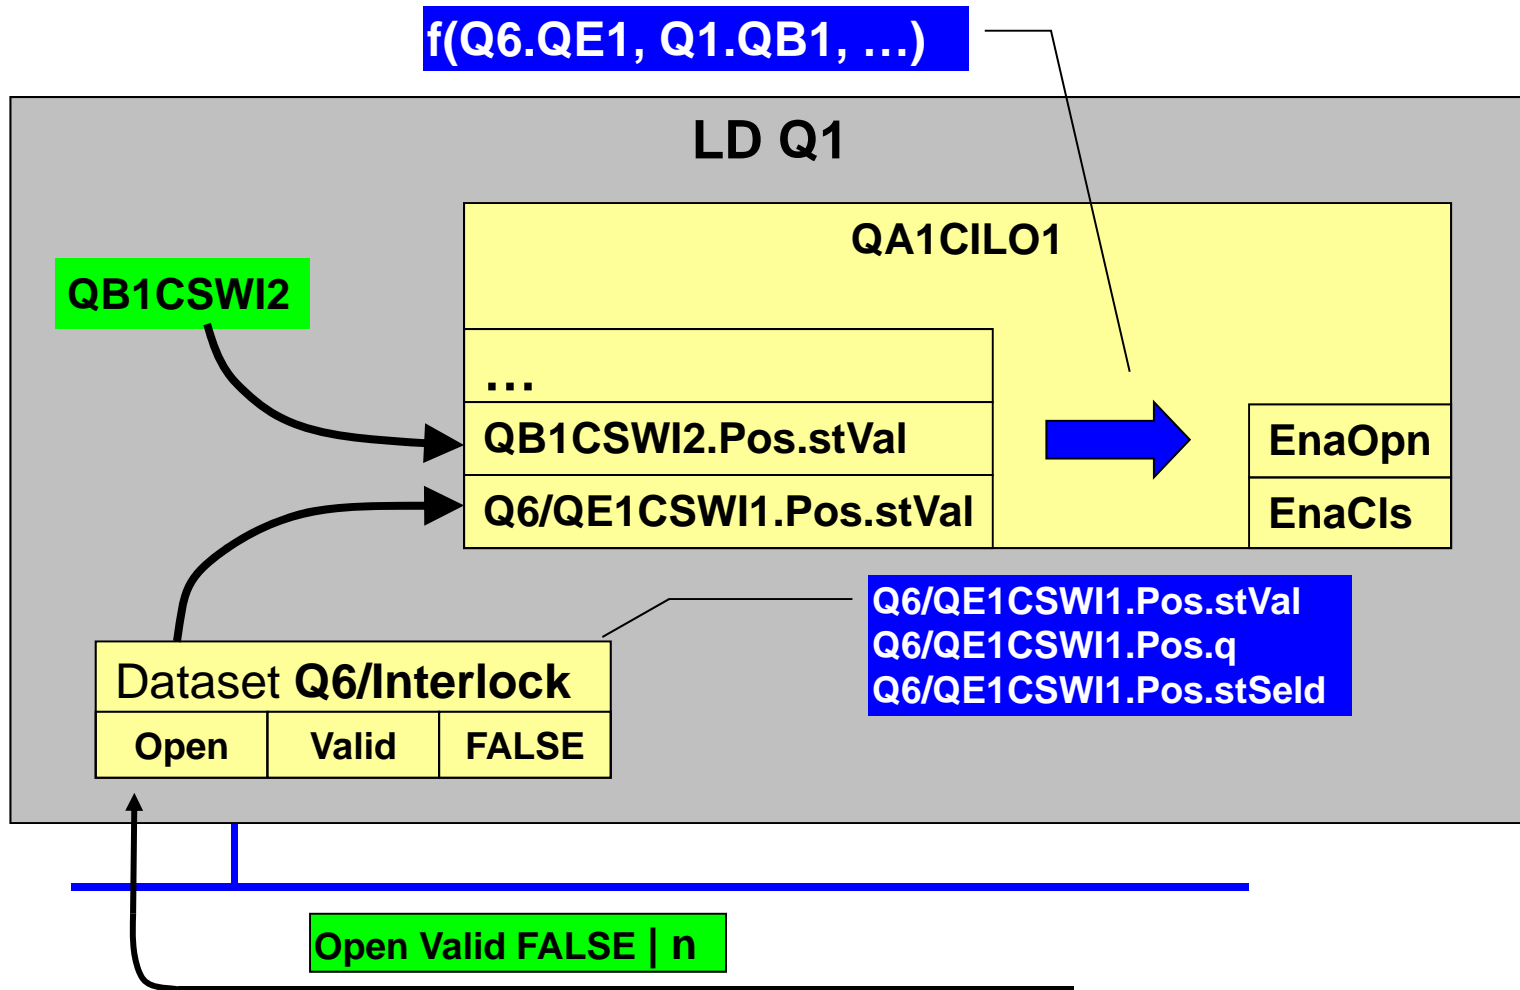 f(Q6.QE1, Q1.QB1, …)
LD Q1
QA1CILO1
QB1CSWI2
…
QB1CSWI2.Pos.stVal
Q6/QE1CSWI1.Pos.stVal
EnaOpn
EnaCls
Q6/QE1CSWI1.Pos.stVal
Q6/QE1CSWI1.Pos.q
Q6/QE1CSWI1.Pos.stSeld
Dataset Q6/Interlock
Open Valid FALSE
Open Valid FALSE | n